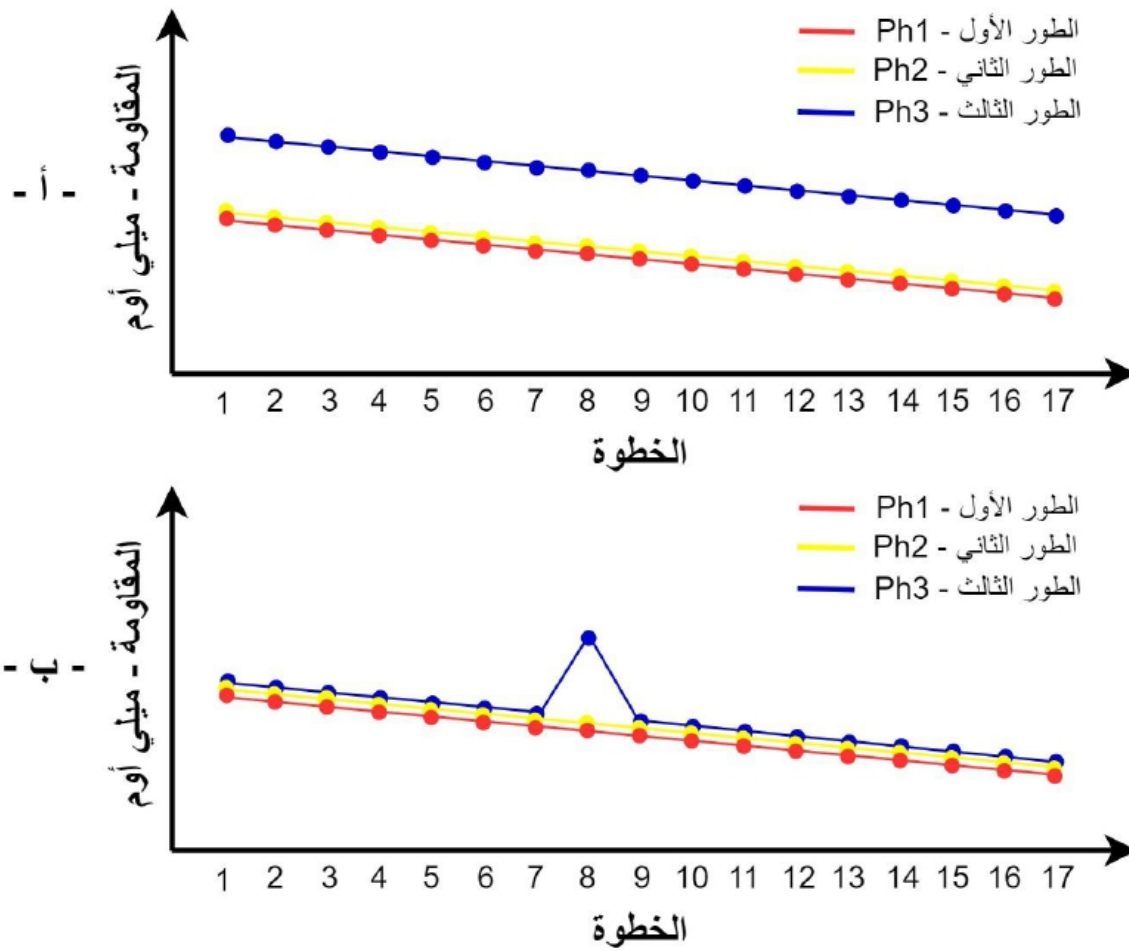 Ph1 - الطور الأول
Ph2 - الطور الثاني
Ph3 - الطور الثالث
المقاومة - ميلي أوم
- أ -
1 2 3 4 5 6 7 8 9 10 11 12 13 14 15 16 17
الخطوة
Ph1 - الطور الأول
Ph2 - الطور الثاني
Ph3 - الطور الثالث
المقاومة - ميلي أوم
- ب -
1 2 3 4 5 6 7 8 9 10 11 12 13 14 15 16 17
الخطوة